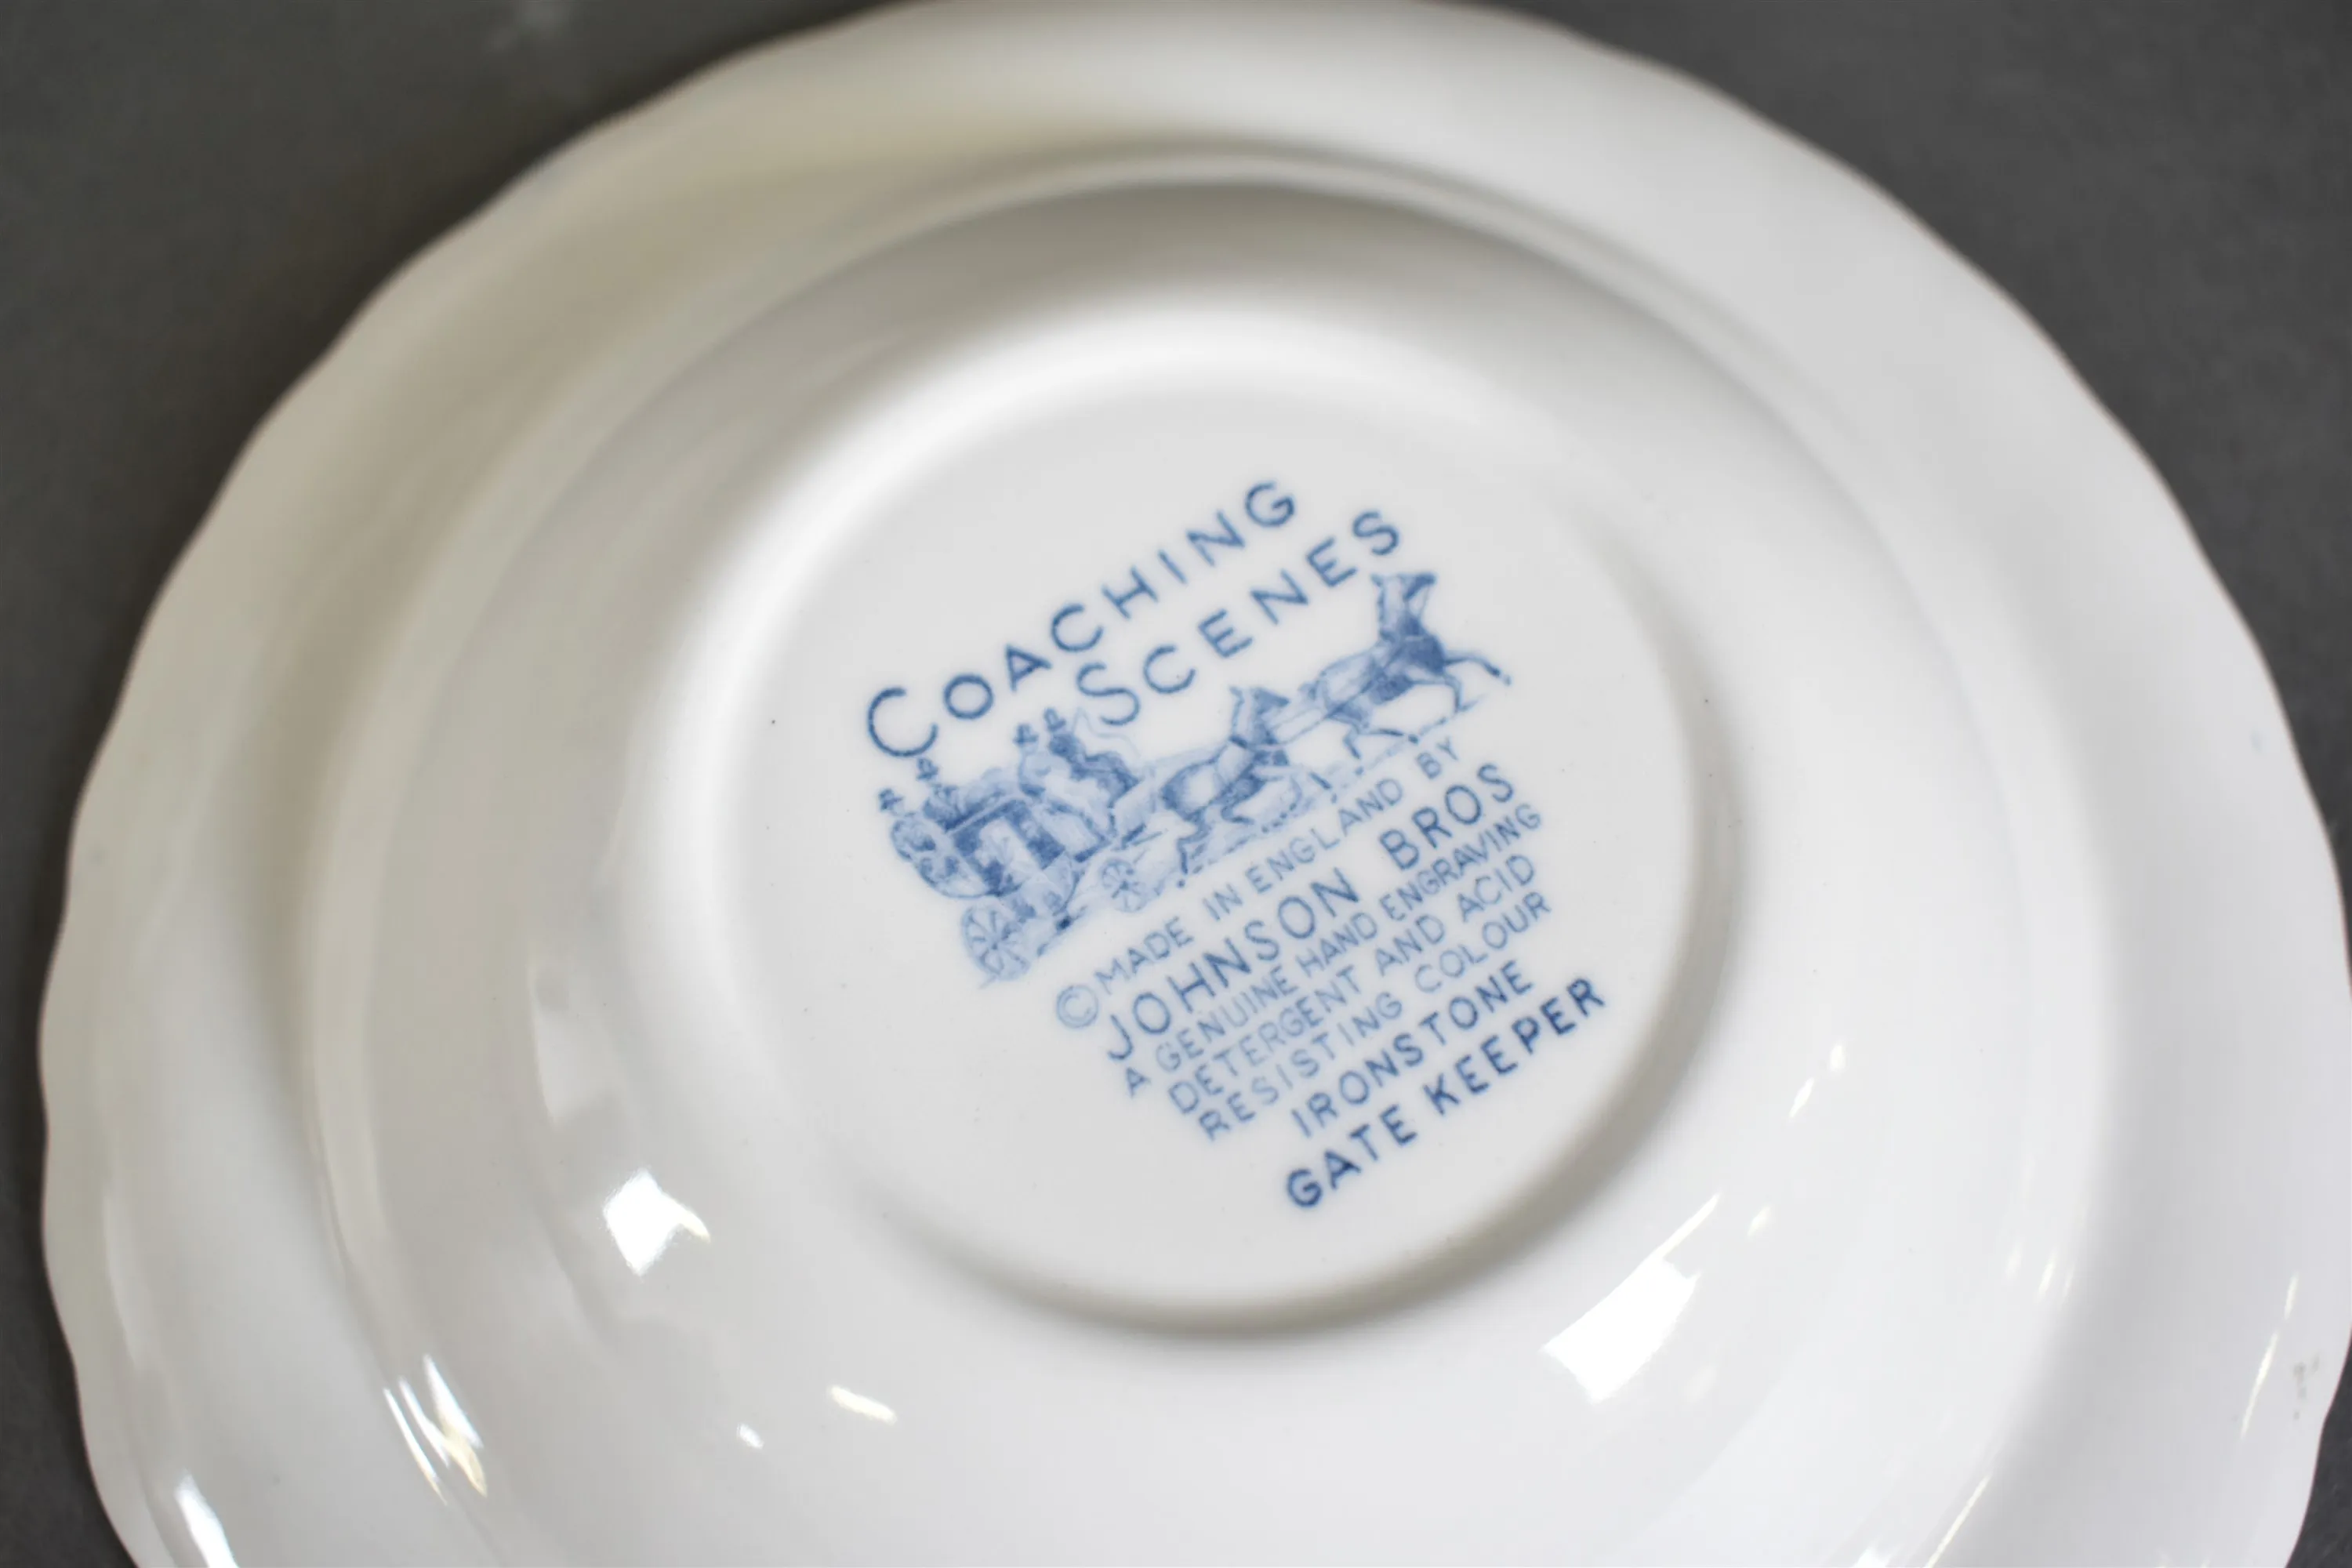 COACHING
SCENES
© MADE IN ENGLAND BY
JOHNSON BROS
A GENUINE HAND ENGRAVING
DETERGENT AND ACID
RESISTING COLOUR
IRONSTONE
GATE KEEPER